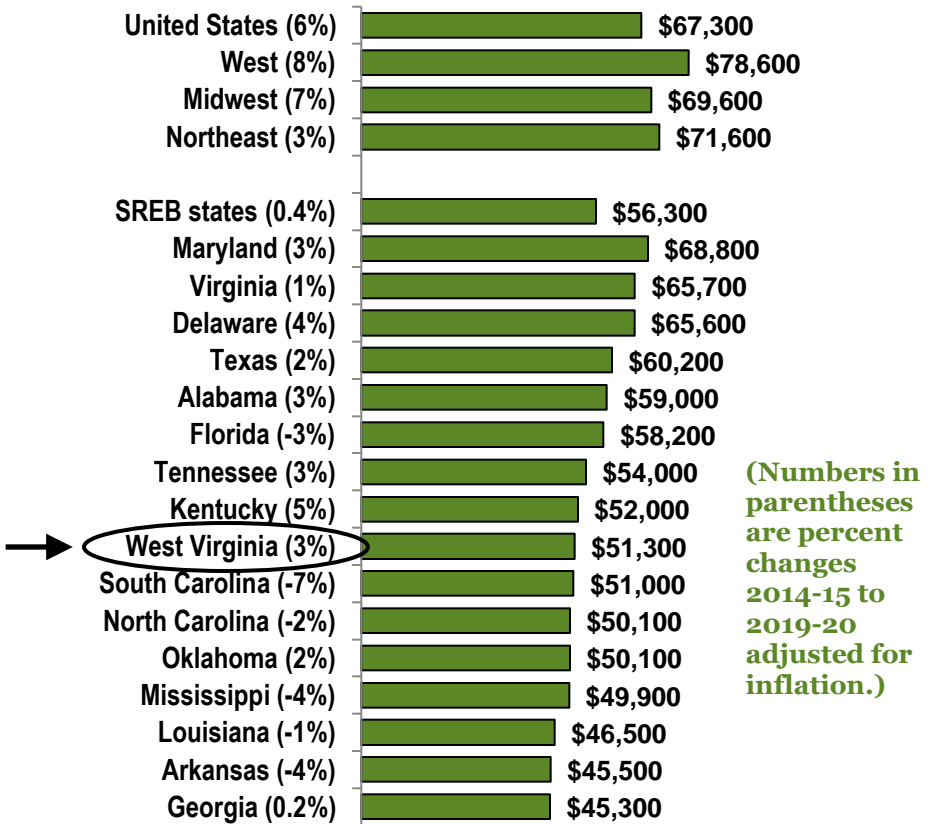 United States (6%) $67,300
West (8%) $78,600
Midwest (7%) $69,600
Northeast (3%) $71,600
SREB states (0.4%) $56,300
Maryland (3%) $68,800
Virginia (1%) $65,700
Delaware (4%) $65,600
Texas (2%) $60,200
Alabama (3%) $59,000
Florida (-3%) $58,200
Tennessee (3%) $54,000
Kentucky (5%) $52,000
West Virginia (3%) $51,300
South Carolina (-7%) $51,000
North Carolina (-2%) $50,100
Oklahoma (2%) $50,100
Mississippi (-4%) $49,900
Louisiana (-1%) $46,500
Arkansas (-4%) $45,500
Georgia (0.2%) $45,300
(Numbers in
parentheses
are percent
changes
2014-15 to
2019-20
adjusted for
inflation.)